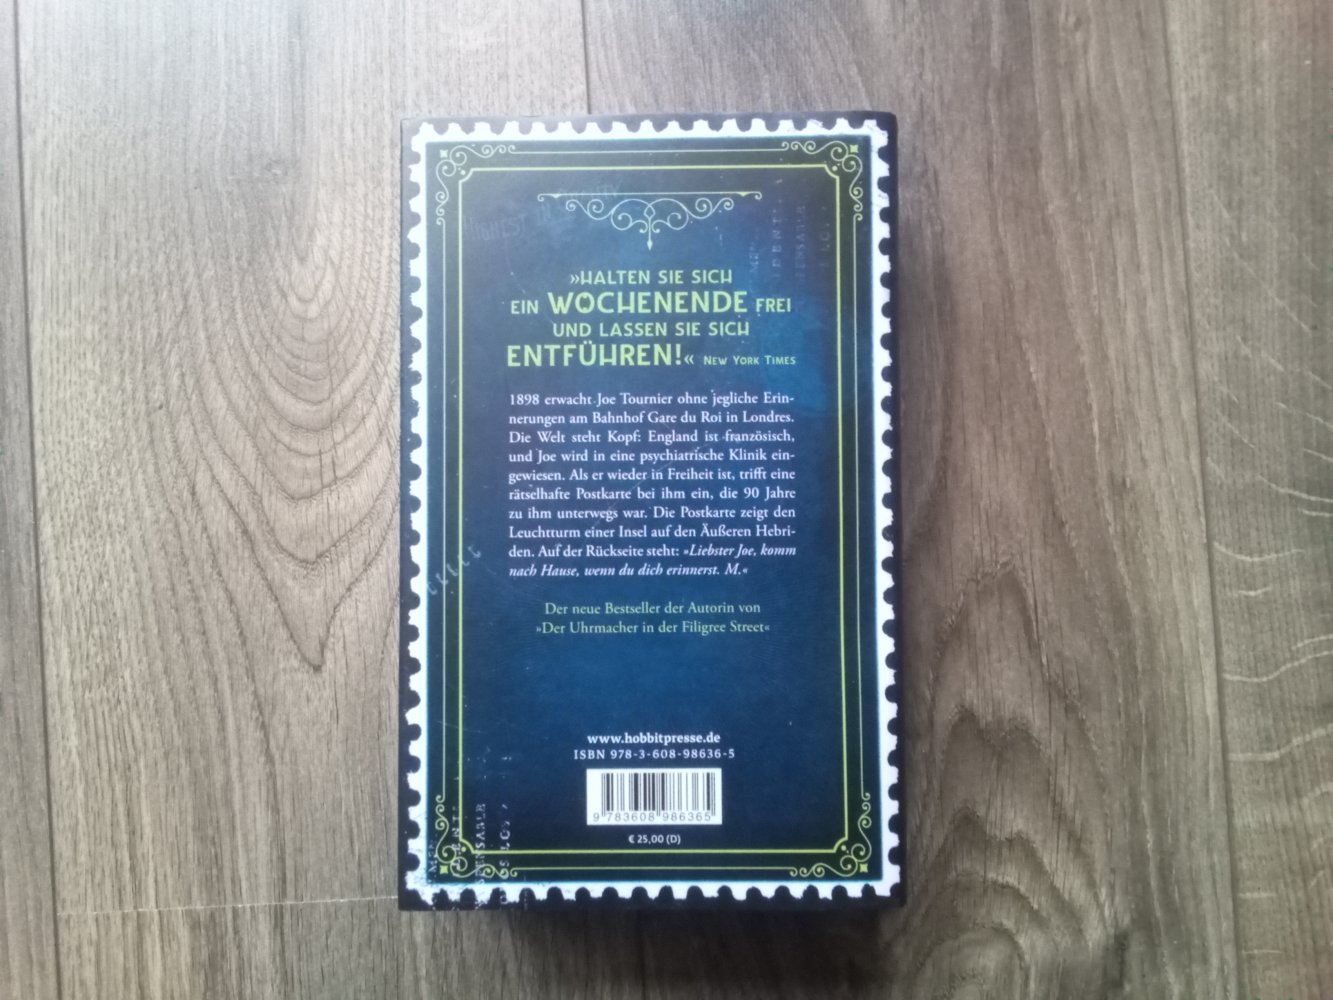 »HALTEN SIE SICH
EIN WOCHENENDE FREI
UND LASSEN SIE SICH
ENTFÜHREN!« NEW YORK TIMES
1898 erwacht Joe Tournier ohne jegliche Erin-
nerungen am Bahnhof Gare du Roi in Londres.
Die Welt steht Kopf: England ist französisch,
und Joe wird in eine psychiatrische Klinik ein-
gewiesen. Als er wieder in Freiheit ist, trifft eine
rätselhafte Postkarte bei ihm ein, die 90 Jahre
zu ihm unterwegs war. Die Postkarte zeigt den
Leuchtturm einer Insel auf den Äußeren Hebri-
den. Auf der Rückseite steht: »Liebster Joe, komm
nach Hause, wenn du dich erinnerst. M.«
Der neue Bestseller der Autorin von
»Der Uhrmacher in der Filigree Street«
www.hobbitpresse.de
ISBN 978-3-608-98636-5
9 783608 986365
€ 25,00 (D)